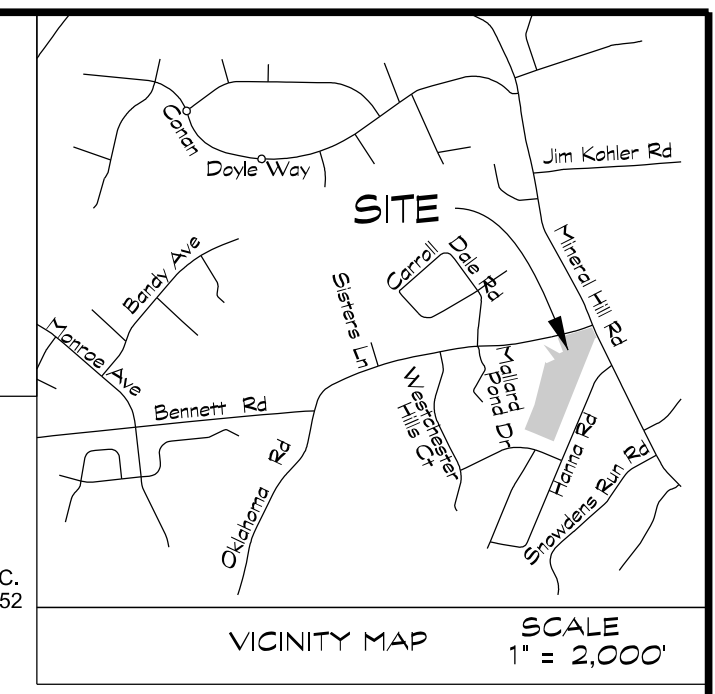 Conan
Doyle Way
Jim Kohler Rd
SITE
Mineral Hill Rd
Carroll
Dale Rd
Bandy Ave
Sisters Ln
Monroe Ave
Mallard
Pond Dr
Westchester
Hills Ct
Bennett Rd
Hanna Rd
Oklahoma Rd
Snowdens Run Rd
C.
52
VICINITY MAP
SCALE
1" = 2,000'